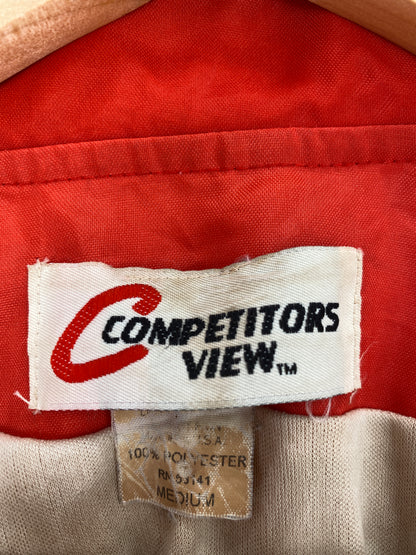 COMPETITORS
VIEW™
U.S.A.
100% POLYESTER
MEDIUM